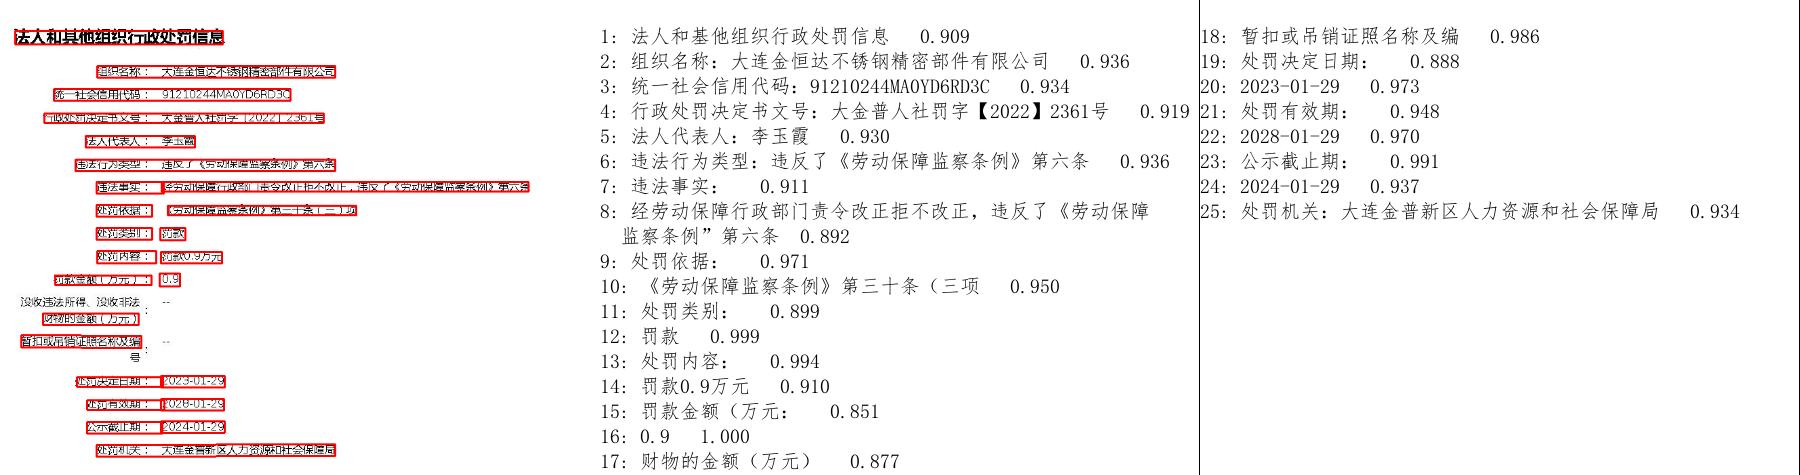 法人和其他组织行政处罚信息
组织名称： 大连金恒达不锈钢精密部件有限公司
统一社会信用代码： 91210244MA0YD6RD3C
行政处罚决定书文号： 大金普人社罚字【2022】2361号
法人代表人： 李玉霞
违法行为类型： 违反了《劳动保障监察条例》第六条
违法事实： 经劳动保障行政部门责令改正拒不改正，违反了《劳动保障监察条例》第六条
处罚依据： 《劳动保障监察条例》第三十条（三）项
处罚类别： 罚款
处罚内容： 罚款0.9万元
罚款金额（万元）： 0.9
没收违法所得、没收非法
财物的金额（万元）： --
暂扣或吊销证照名称及编
号： --
处罚决定日期： 2023-01-29
处罚有效期： 2028-01-29
公示截止期： 2024-01-29
处罚机关： 大连金普新区人力资源和社会保障局
1: 法人和基他组织行政处罚信息 0.909
2: 组织名称：大连金恒达不锈钢精密部件有限公司 0.936
3: 统一社会信用代码：91210244MA0YD6RD3C 0.934
4: 行政处罚决定书文号：大金普人社罚字【2022】2361号 0.919
5: 法人代表人：李玉霞 0.930
6: 违法行为类型：违反了《劳动保障监察条例》第六条 0.936
7: 违法事实： 0.911
8: 经劳动保障行政部门责令改正拒不改正，违反了《劳动保障
监察条例”第六条 0.892
9: 处罚依据： 0.971
10: 《劳动保障监察条例》第三十条（三项 0.950
11: 处罚类别： 0.899
12: 罚款 0.999
13: 处罚内容： 0.994
14: 罚款0.9万元 0.910
15: 罚款金额（万元： 0.851
16: 0.9 1.000
17: 财物的金额（万元） 0.877
18: 暂扣或吊销证照名称及编 0.986
19: 处罚决定日期： 0.888
20: 2023-01-29 0.973
21: 处罚有效期： 0.948
22: 2028-01-29 0.970
23: 公示截止期： 0.991
24: 2024-01-29 0.937
25: 处罚机关：大连金普新区人力资源和社会保障局 0.934